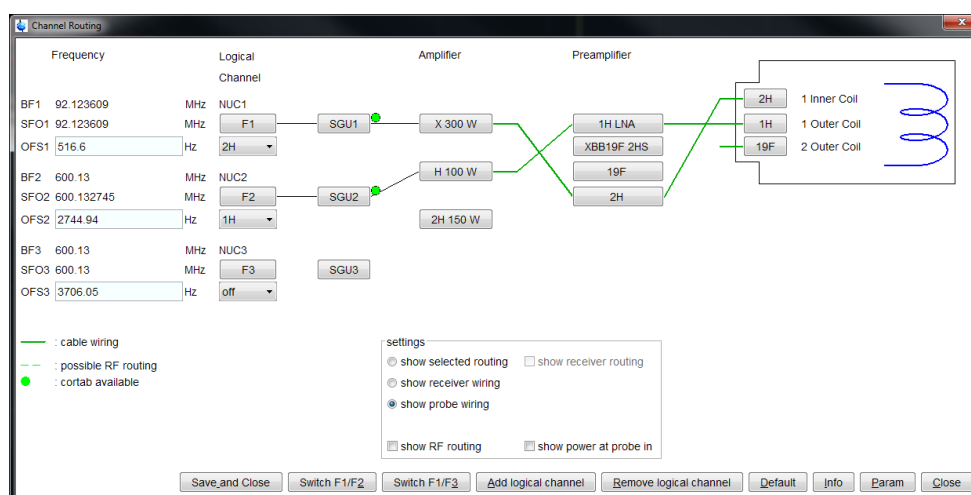 Channel Routing
Frequency Logical Channel Amplifier Preamplifier
BF1 92.123609 MHz NUC1
2H 1 Inner Coil
SFO1 92.123609 MHz F1 SGU1 X 300 W 1H LNA 1H 1 Outer Coil
OFS1 516.6 Hz 2H XBB19F 2HS 19F 2 Outer Coil
BF2 600.13 MHz NUC2 H 100 W 19F
SFO2 600.132745 MHz F2 SGU2 2H
OFS2 2744.94 Hz 1H 2H 150 W
BF3 600.13 MHz NUC3
SFO3 600.13 MHz F3 SGU3
OFS3 3706.05 Hz off
: cable wiring
: possible RF routing
: cortab available
settings
show selected routing show receiver routing
show receiver wiring
show probe wiring
show RF routing show power at probe in
Save and Close Switch F1/F2 Switch F1/F3 Add logical channel Remove logical channel Default Info Param Close